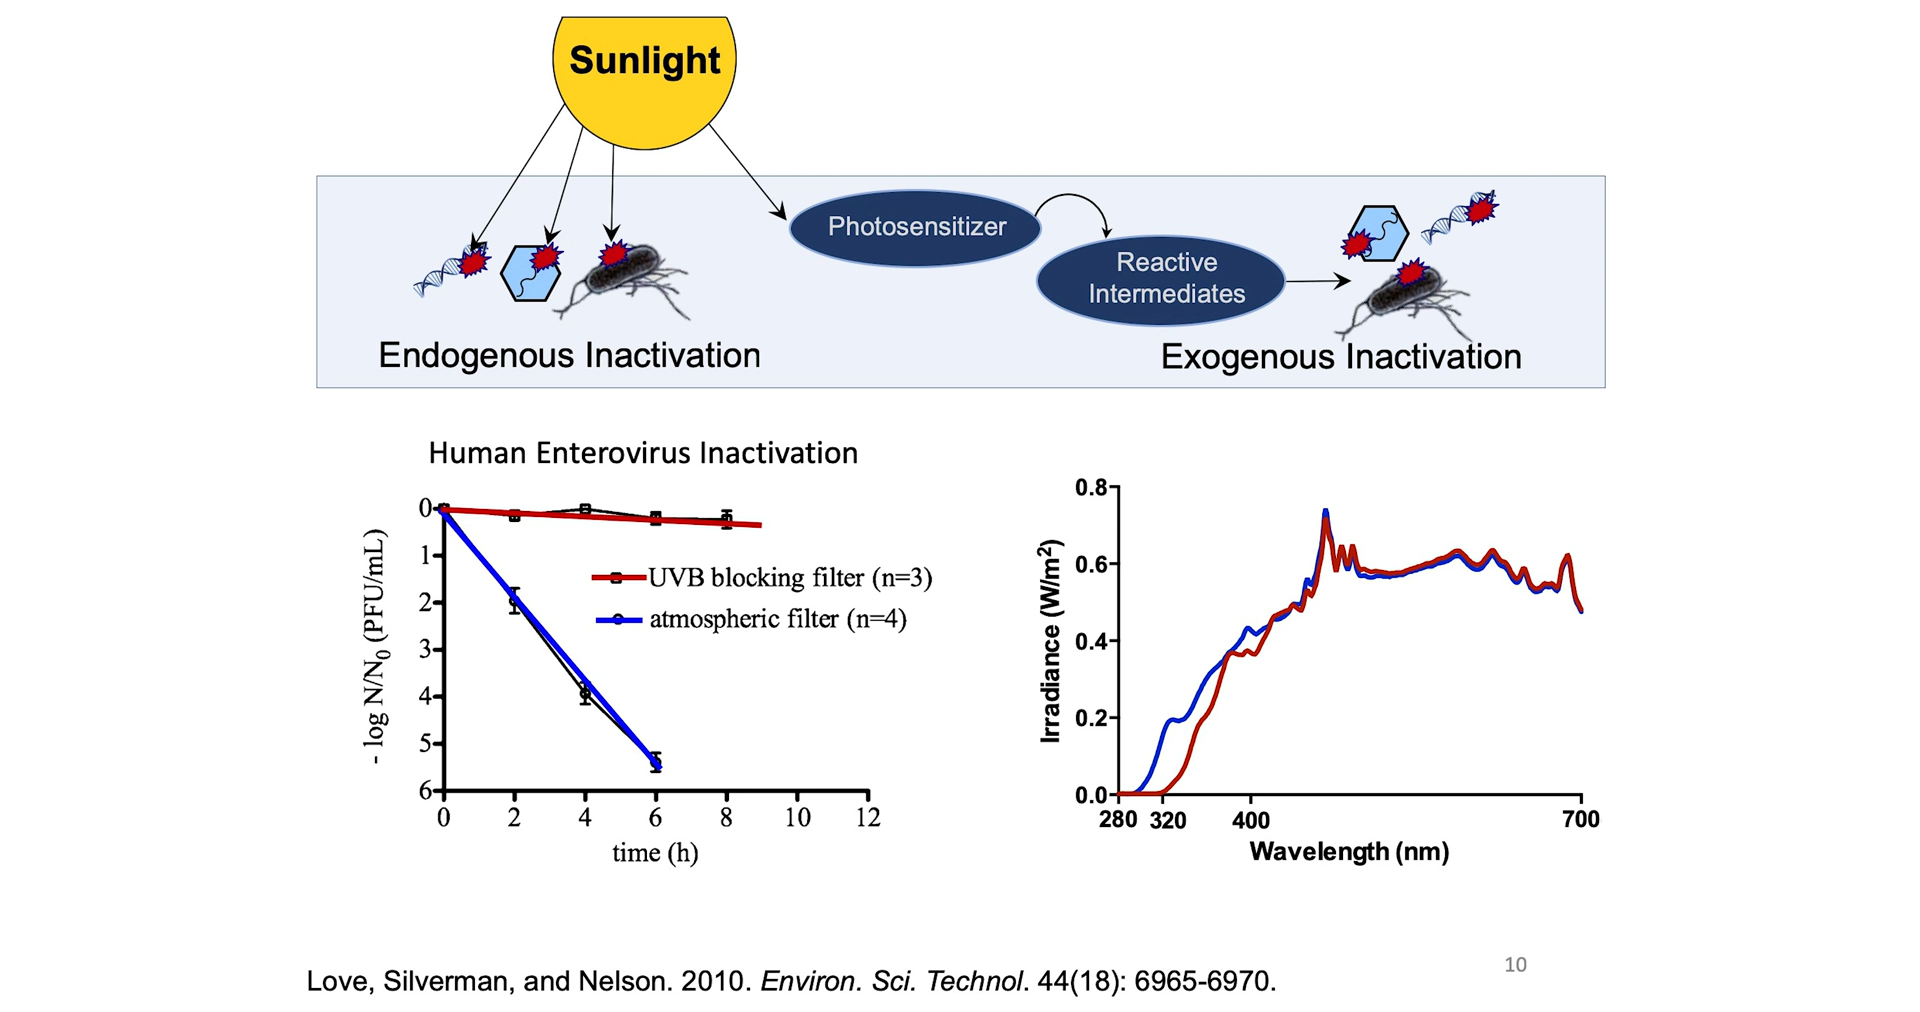 Sunlight
Photosensitizer
Reactive
Intermediates
Endogenous Inactivation
Exogenous Inactivation
Human Enterovirus Inactivation
0
1
2
3
4
5
6
- log N/N₀ (PFU/mL)
UVB blocking filter (n=3)
atmospheric filter (n=4)
0 2 4 6 8 10 12
time (h)
0.8
0.6
0.4
0.2
0.0
Irradiance (W/m²)
280 320 400 700
Wavelength (nm)
10
Love, Silverman, and Nelson. 2010. Environ. Sci. Technol. 44(18): 6965-6970.